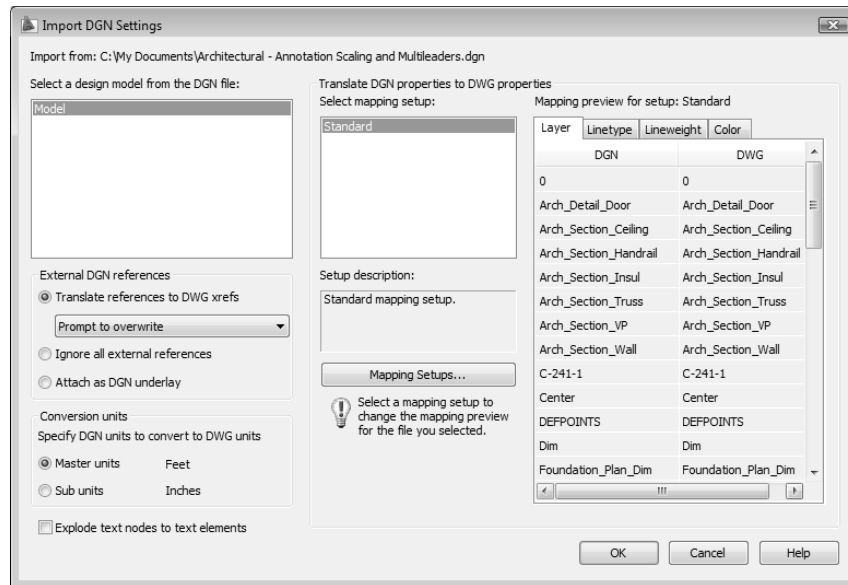 Import DGN Settings
Import from: C:\My Documents\Architectural - Annotation Scaling and Multileaders.dgn
Select a design model from the DGN file:
Model
External DGN references
Translate references to DWG xrefs
Prompt to overwrite
Ignore all external references
Attach as DGN underlay
Conversion units
Specify DGN units to convert to DWG units
Master units Feet
Sub units Inches
Explode text nodes to text elements
Translate DGN properties to DWG properties
Select mapping setup:
Standard
Setup description:
Standard mapping setup.
Mapping Setups...
Select a mapping setup to
change the mapping preview
for the file you selected.
Mapping preview for setup: Standard
Layer Linetype Lineweight Color
DGN DWG
0 0
Arch_Detail_Door Arch_Detail_Door
Arch_Section_Ceiling Arch_Section_Ceiling
Arch_Section_Handrail Arch_Section_Handrail
Arch_Section_Insul Arch_Section_Insul
Arch_Section_Truss Arch_Section_Truss
Arch_Section_VP Arch_Section_VP
Arch_Section_Wall Arch_Section_Wall
C-241-1 C-241-1
Center Center
DEFPOINTS DEFPOINTS
Dim Dim
Foundation_Plan_Dim Foundation_Plan_Dim
OK Cancel Help